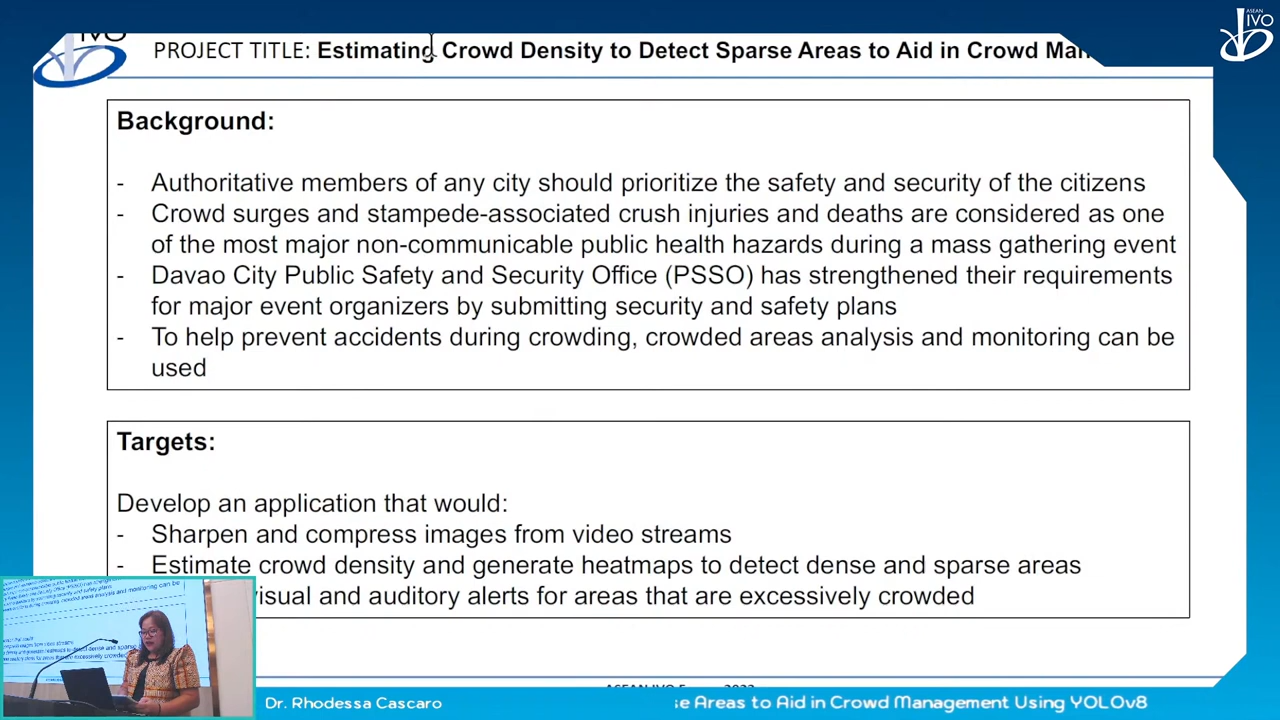 ASEAN
IVO
IVO
PROJECT TITLE: Estimating Crowd Density to Detect Sparse Areas to Aid in Crowd
Background:
- Authoritative members of any city should prioritize the safety and security of the citizens
- Crowd surges and stampede-associated crush injuries and deaths are considered as one
of the most major non-communicable public health hazards during a mass gathering event
- Davao City Public Safety and Security Office (PSSO) has strengthened their requirements
for major event organizers by submitting security and safety plans
- To help prevent accidents during crowding, crowded areas analysis and monitoring can be
used
Targets:
Develop an application that would:
- Sharpen and compress images from video streams
- Estimate crowd density and generate heatmaps to detect dense and sparse areas
visual and auditory alerts for areas that are excessively crowded
Dr. Rhodessa Cascaro
Areas to Aid in Crowd Management Using YOLOv8